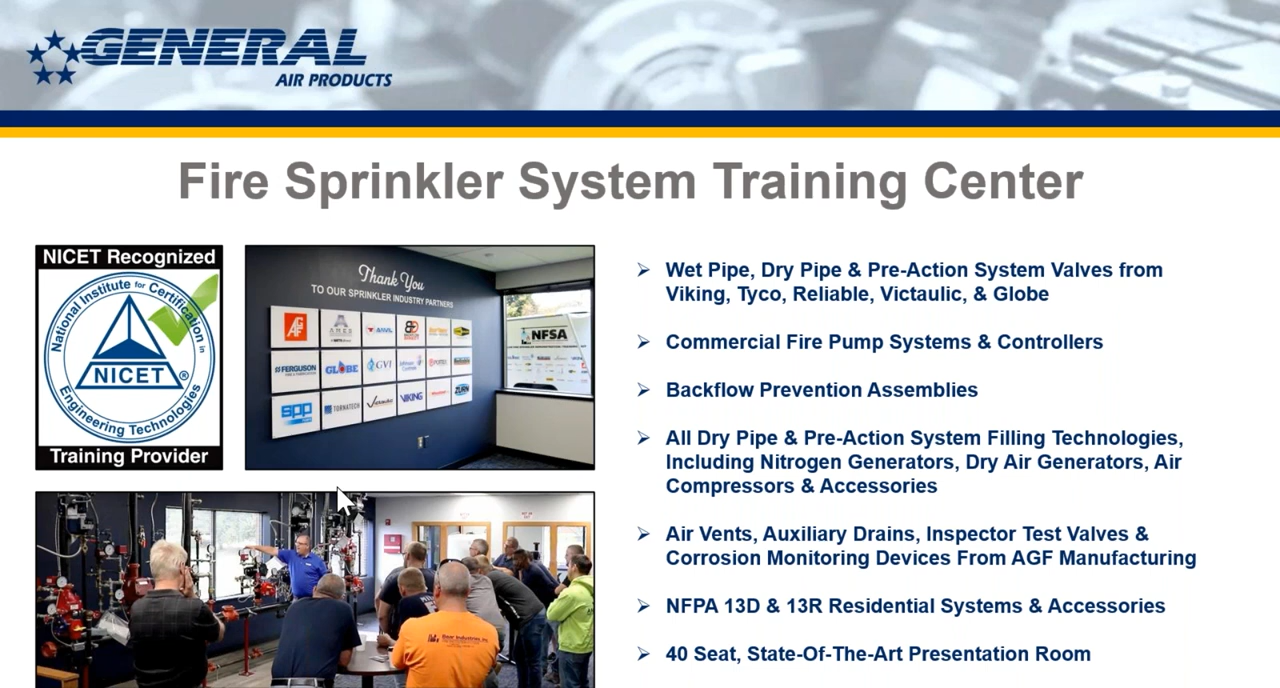 GENERAL
AIR PRODUCTS
Fire Sprinkler System Training Center
NICET Recognized
National Institute for Certification in
NICET®
Engineering Technologies
Training Provider
Thank You
TO OUR SPRINKLER INDUSTRY PARTNERS
AGF
AMES
ANVIL
FERGUSON
GLOBE
GVI
spp
TORNATECH
VIKING
ZURN
NFSA
Wet Pipe, Dry Pipe & Pre-Action System Valves from
Viking, Tyco, Reliable, Victaulic, & Globe
Commercial Fire Pump Systems & Controllers
Backflow Prevention Assemblies
All Dry Pipe & Pre-Action System Filling Technologies,
Including Nitrogen Generators, Dry Air Generators, Air
Compressors & Accessories
Air Vents, Auxiliary Drains, Inspector Test Valves &
Corrosion Monitoring Devices From AGF Manufacturing
NFPA 13D & 13R Residential Systems & Accessories
40 Seat, State-Of-The-Art Presentation Room